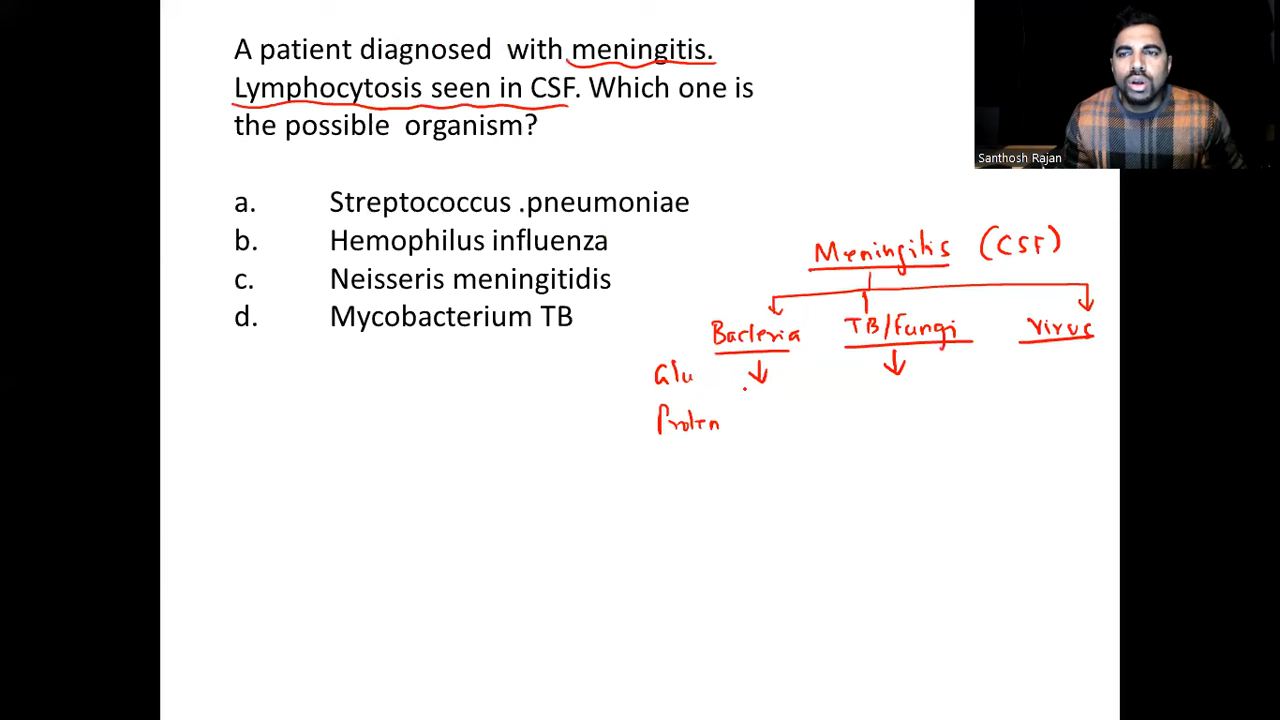 A patient diagnosed with meningitis.
Lymphocytosis seen in CSF. Which one is
the possible organism?
Santhosh Rajan
a. Streptococcus .pneumoniae
b. Hemophilus influenza
c. Neisseris meningitidis
d. Mycobacterium TB
Meningitis (CSF)
Bacteria TB/Fungi Virus
Glu ↓ ↓
Proten